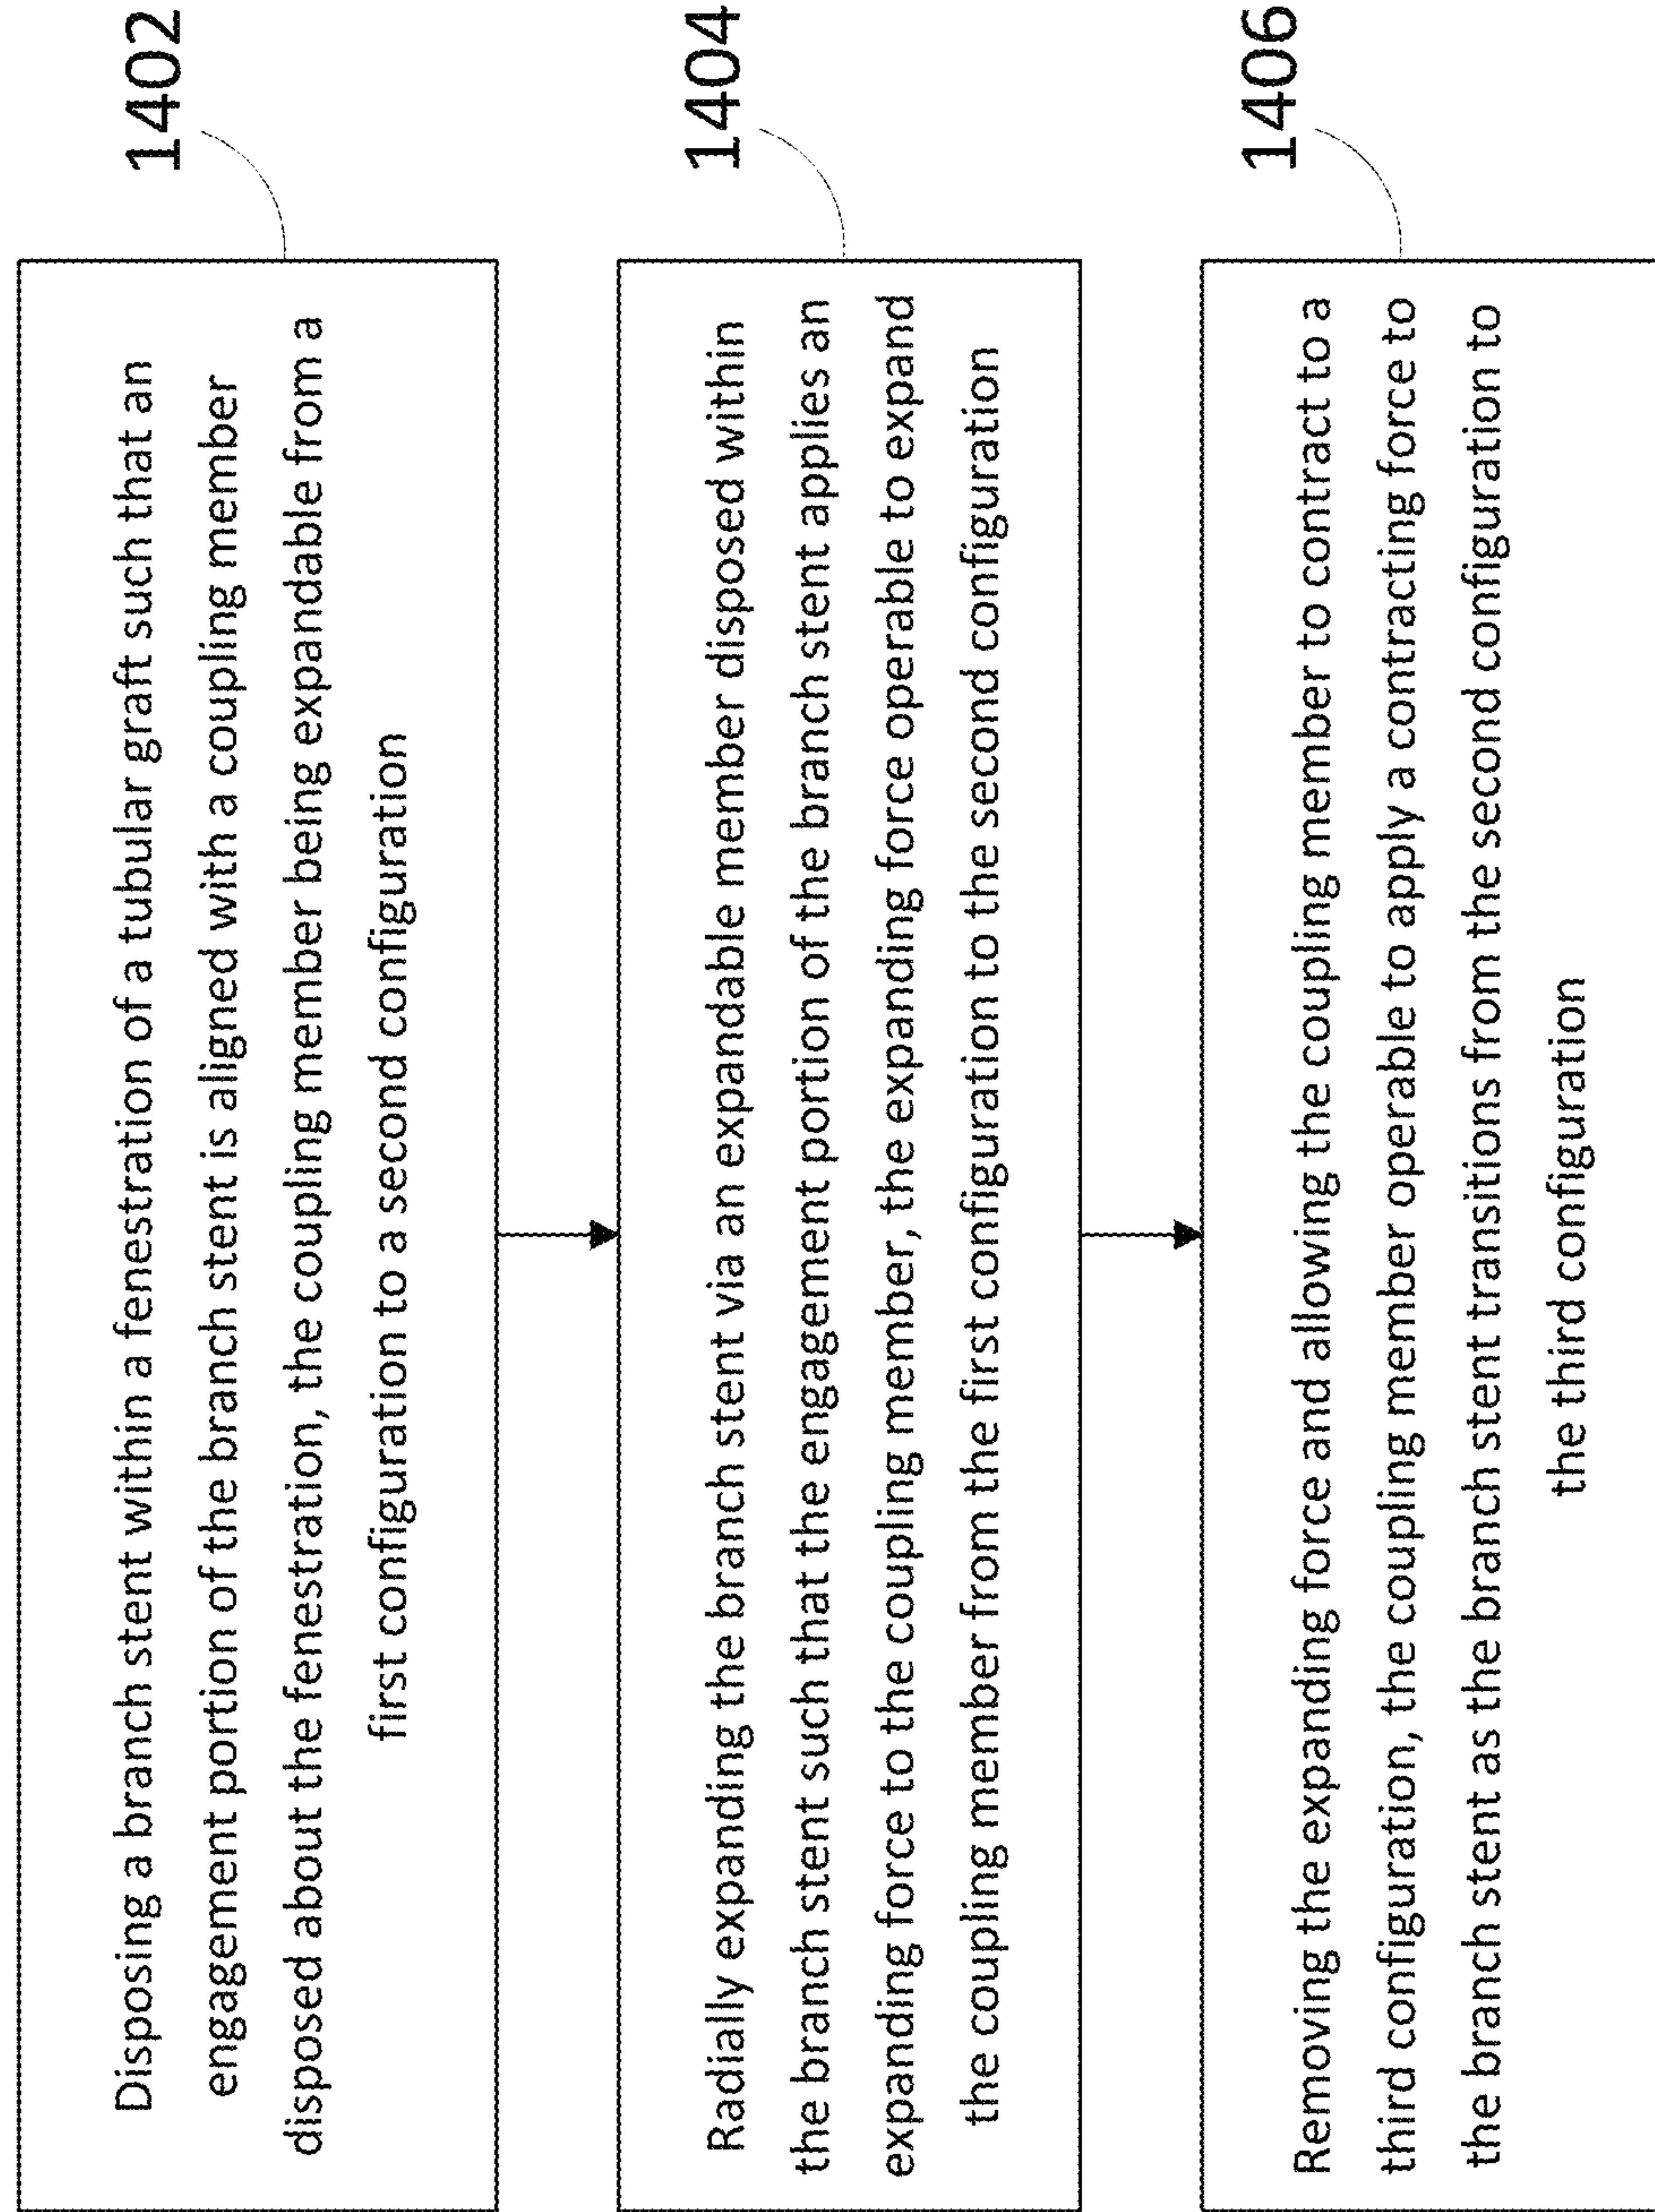 Disposing a branch stent within a fenestration of a tubular graft such that an
engagement portion of the branch stent is aligned with a coupling member
disposed about the fenestration, the coupling member being expandable from a
first configuration to a second configuration
1402
Radially expanding the branch stent via an expandable member disposed within
the branch stent such that the engagement portion of the branch stent applies an
expanding force to the coupling member, the expanding force operable to expand
the coupling member from the first configuration to the second configuration
1404
Removing the expanding force and allowing the coupling member to contract to a
third configuration, the coupling member operable to apply a contracting force to
the branch stent as the branch stent transitions from the second configuration to
the third configuration
1406